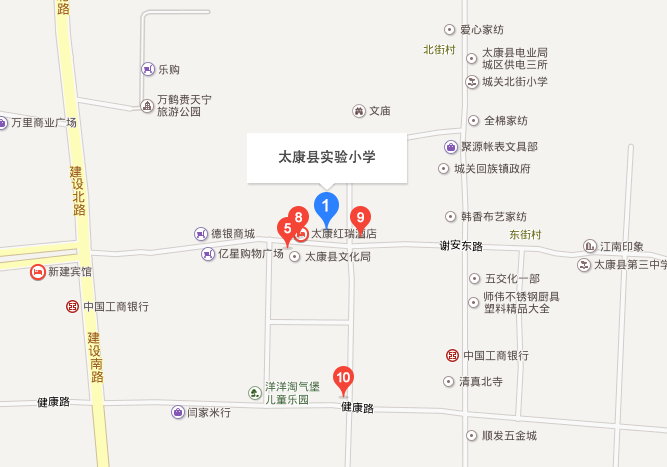 路
爱心家纺
北街村
太康县电业局
城区供电三所
乐购
城关北街小学
万鹤贵天宁
旅游公园
文庙
万里商业广场
全棉家纺
聚源帐表文具部
太康县实验小学
城关回族镇政府
建设北路
1
韩香布艺家纺
5
8
9
德银商城
太康红瑞酒店
东街村
谢安东路
江南印象
亿星购物广场
太康县文化局
太康县第三中学
新建宾馆
五交化一部
师伟不锈钢厨具
塑料精品大全
中国工商银行
建设南路
中国工商银行
10
清真北寺
洋洋淘气堡
儿童乐园
健康路
健康路
闫家米行
顺发五金城